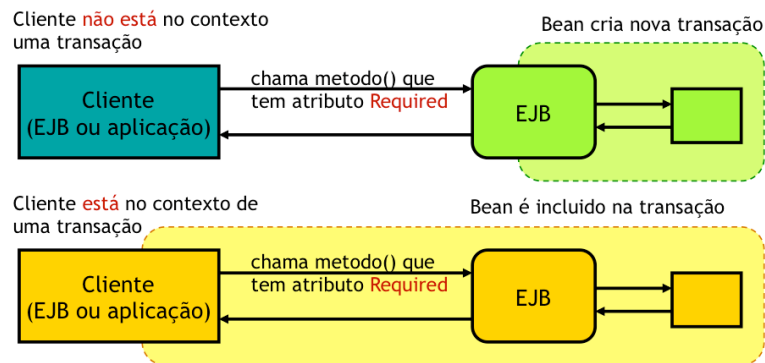 Cliente não está no contexto
uma transação
Bean cria nova transação
Cliente
(EJB ou aplicação)
chama metodo() que
tem atributo Required
EJB
Cliente está no contexto de
uma transação
Bean é incluido na transação
Cliente
(EJB ou aplicação)
chama metodo() que
tem atributo Required
EJB